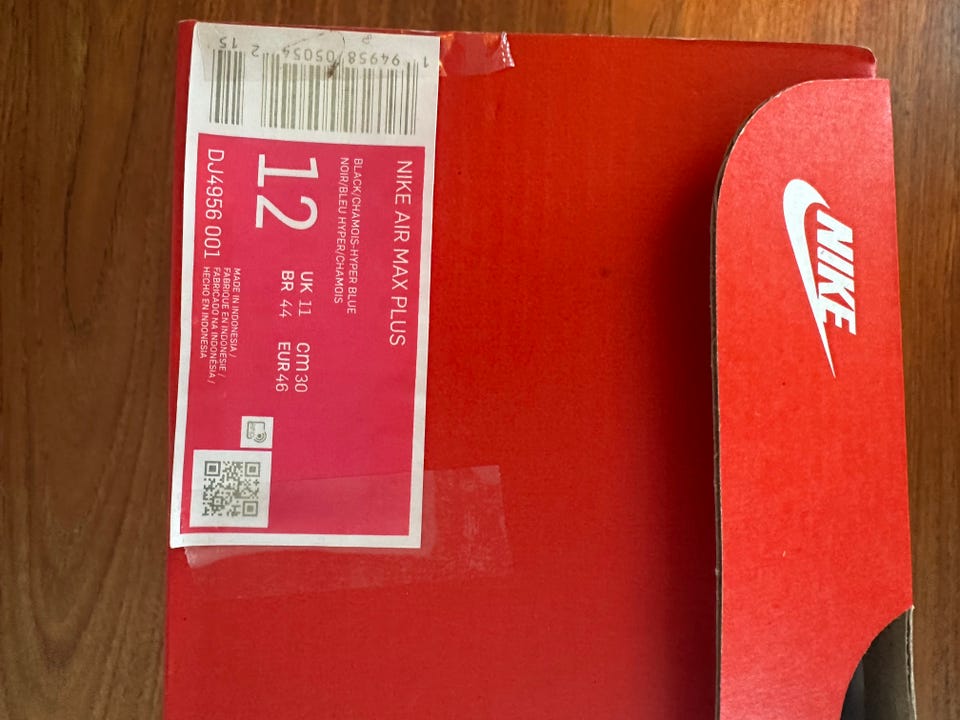 NIKE AIR MAX PLUS
BLACK/CHAMOIS-HYPER BLUE
NOIR/BLEU HYPER/CHAMOIS
12
UK 11 cm 30
BR 44 EUR 46
MADE IN INDONESIA /
FABRIQUE EN INDONESIE /
FABRICADO NA INDONÉSIA /
HECHO EN INDONESIA
DJ4956 001
1 94958 05054 2 15
NIKE